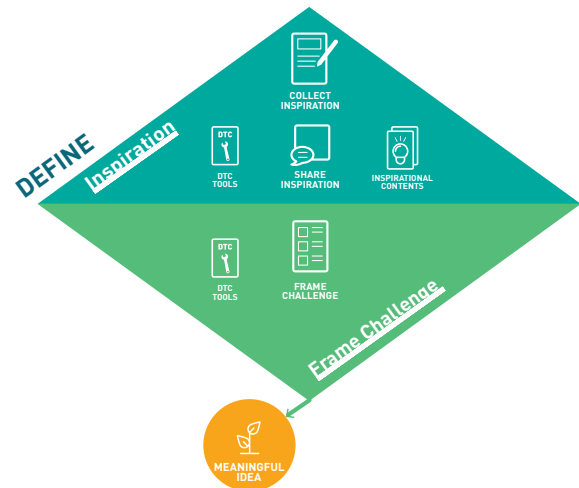 COLLECT
INSPIRATION
DEFINE
Inspiration
DTC
DTC
TOOLS
SHARE
INSPIRATION
INSPIRATIONAL
CONTENTS
DTC
DTC
TOOLS
FRAME
CHALLENGE
Frame Challenge
MEANINGFUL
IDEA